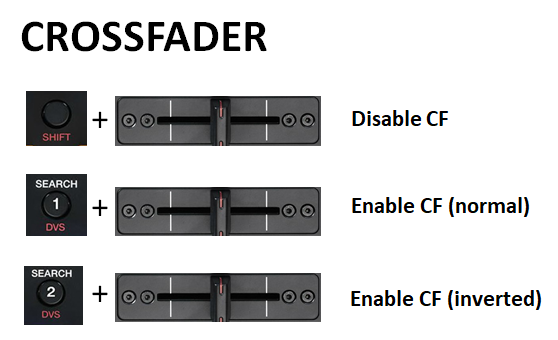 CROSSFADER
SHIFT + Disable CF
SEARCH
1 + Enable CF (normal)
DVS
SEARCH
2 + Enable CF (inverted)
DVS